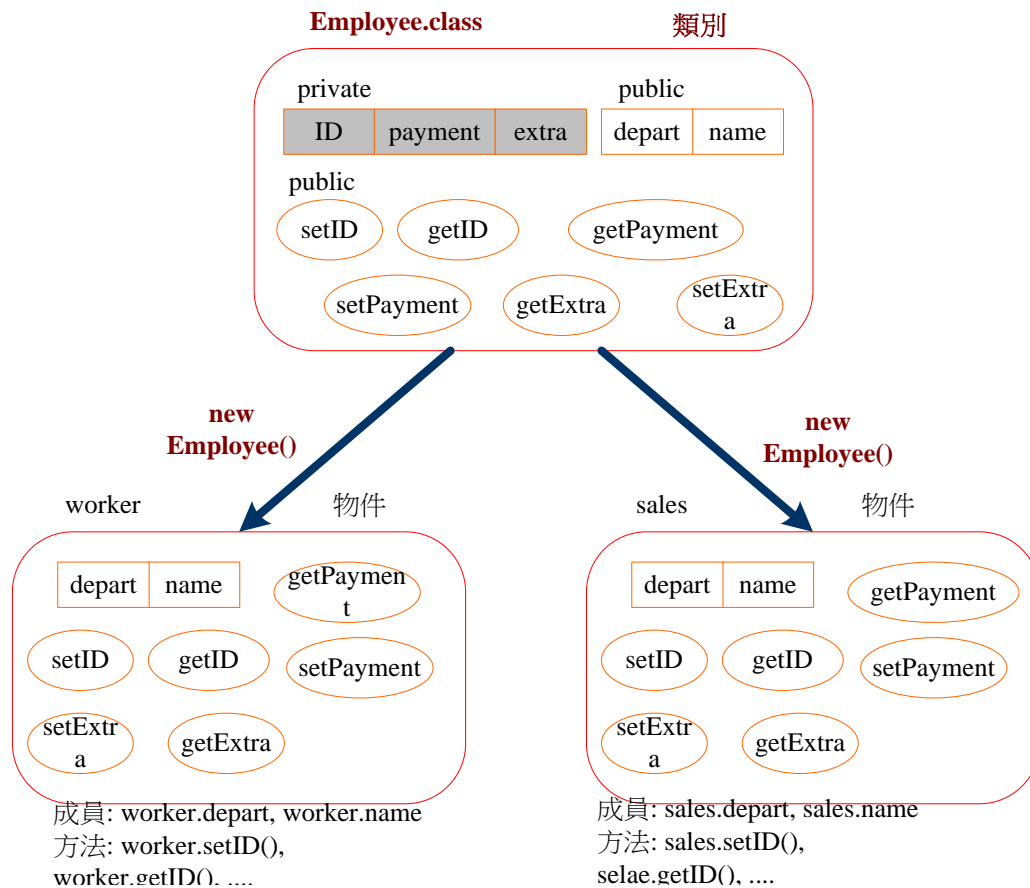 Employee.class 類別
private public
ID payment extra depart name
public
setID getID getPayment
setPayment getExtra setExtr
a
new
Employee()
new
Employee()
worker 物件
sales 物件
depart name getPaymen
t
setID getID setPayment
setExtr
a getExtra
depart name getPayment
setID getID setPayment
setExtr
a getExtra
成員: worker.depart, worker.name
方法: worker.setID(),
worker.getID(), ....
成員: sales.depart, sales.name
方法: sales.setID(),
selae.getID(), ....